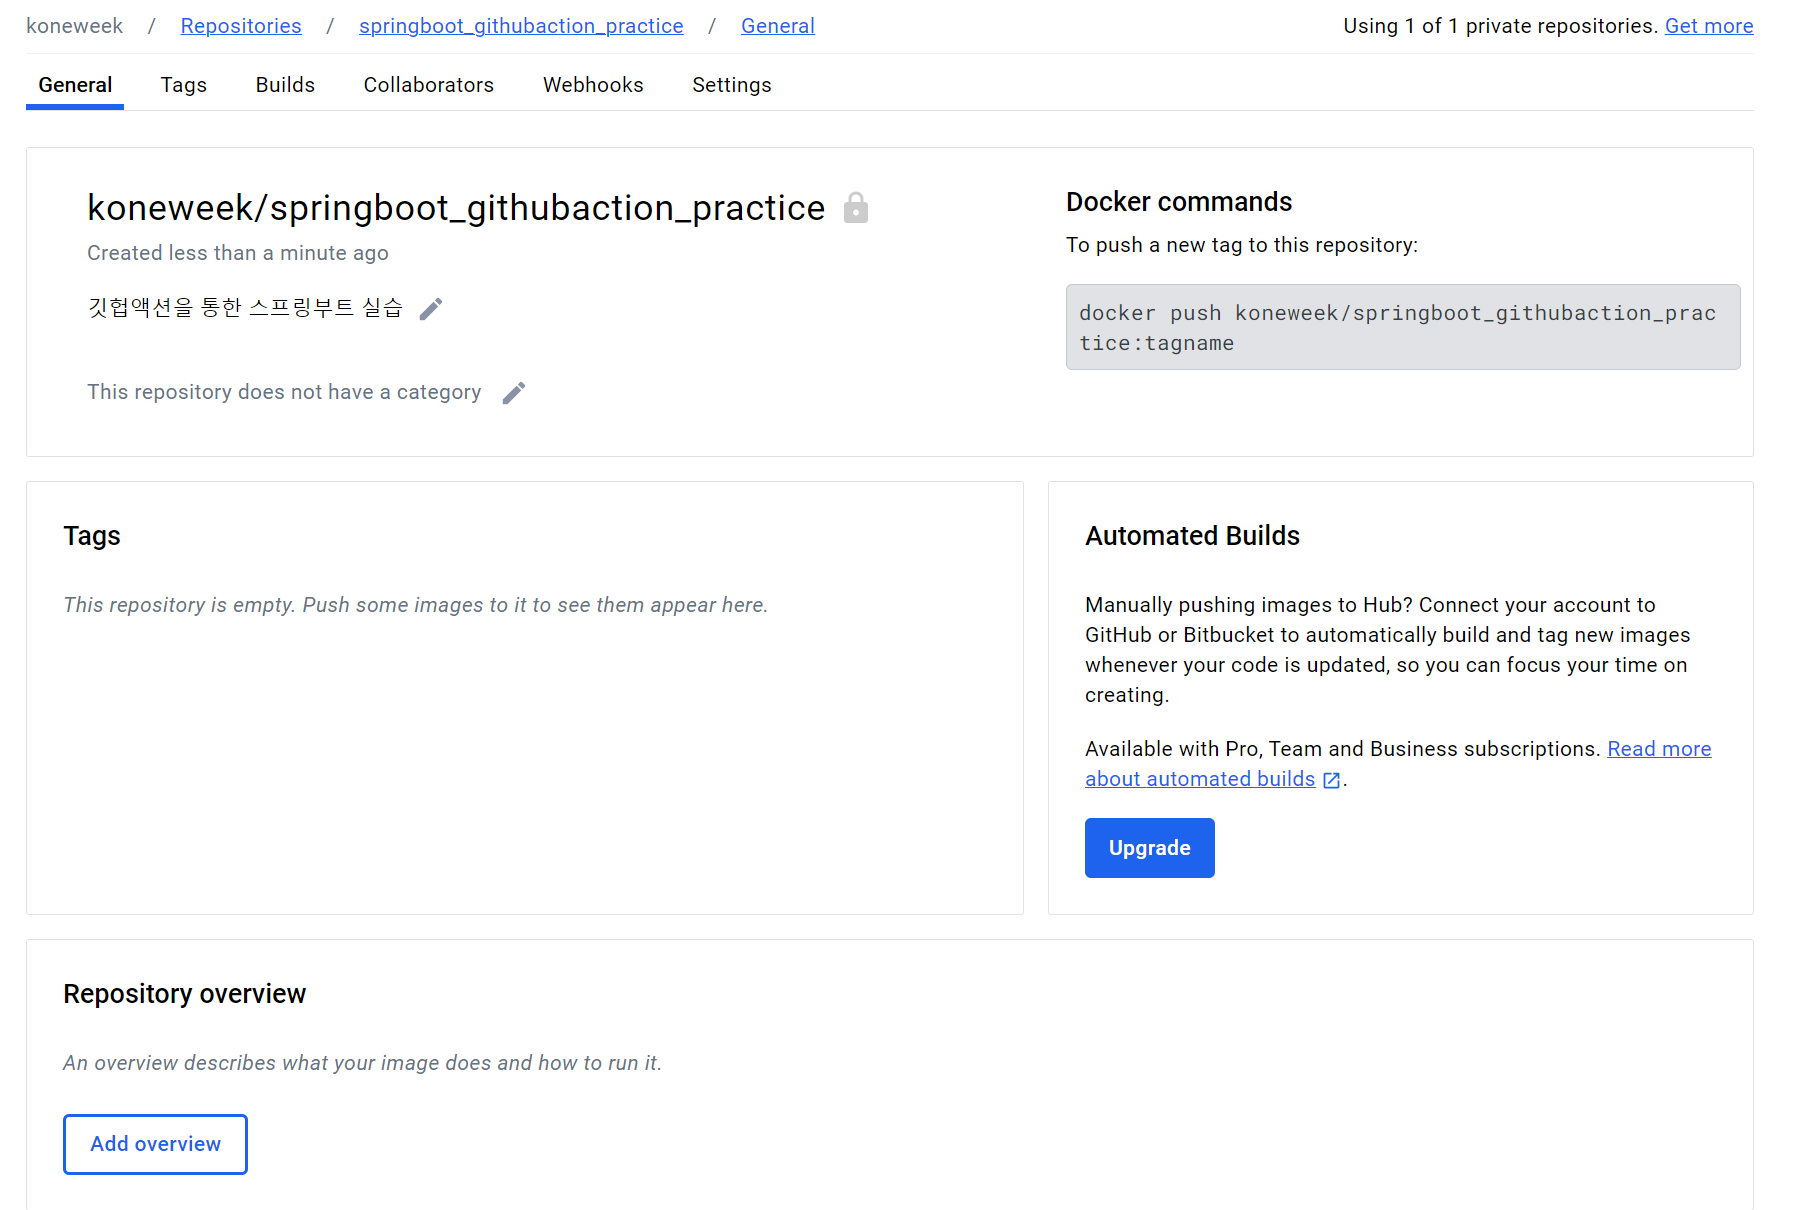 koneweek / Repositories / springboot_githubaction_practice / General
Using 1 of 1 private repositories. Get more
General Tags Builds Collaborators Webhooks Settings
koneweek/springboot_githubaction_practice
Created less than a minute ago
깃헙액션을 통한 스프링부트 실습
This repository does not have a category
Docker commands
To push a new tag to this repository:
docker push koneweek/springboot_githubaction_prac
tice:tagname
Tags
This repository is empty. Push some images to it to see them appear here.
Automated Builds
Manually pushing images to Hub? Connect your account to
GitHub or Bitbucket to automatically build and tag new images
whenever your code is updated, so you can focus your time on
creating.
Available with Pro, Team and Business subscriptions. Read more
about automated builds .
Upgrade
Repository overview
An overview describes what your image does and how to run it.
Add overview